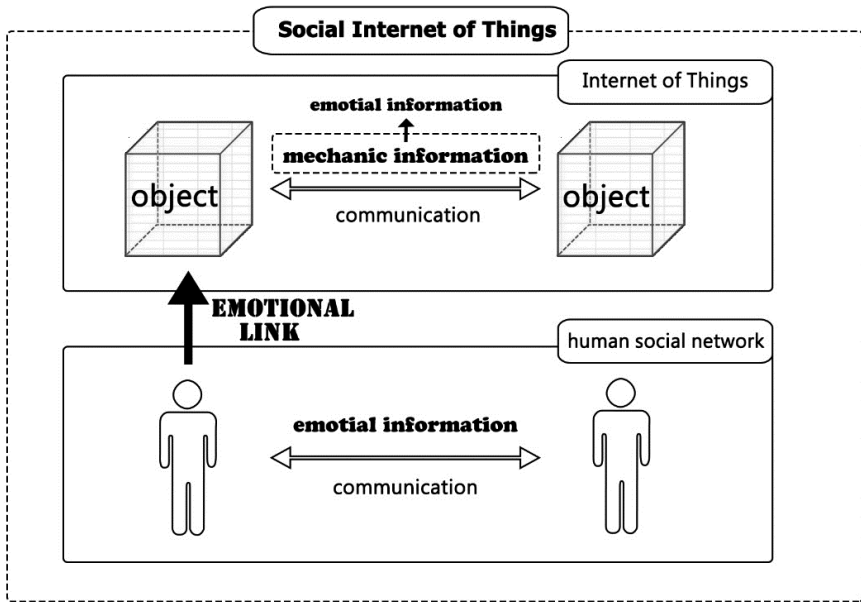 Social Internet of Things
Internet of Things
emotial information
mechanic information
object
object
communication
EMOTIONAL
LINK
human social network
emotial information
communication